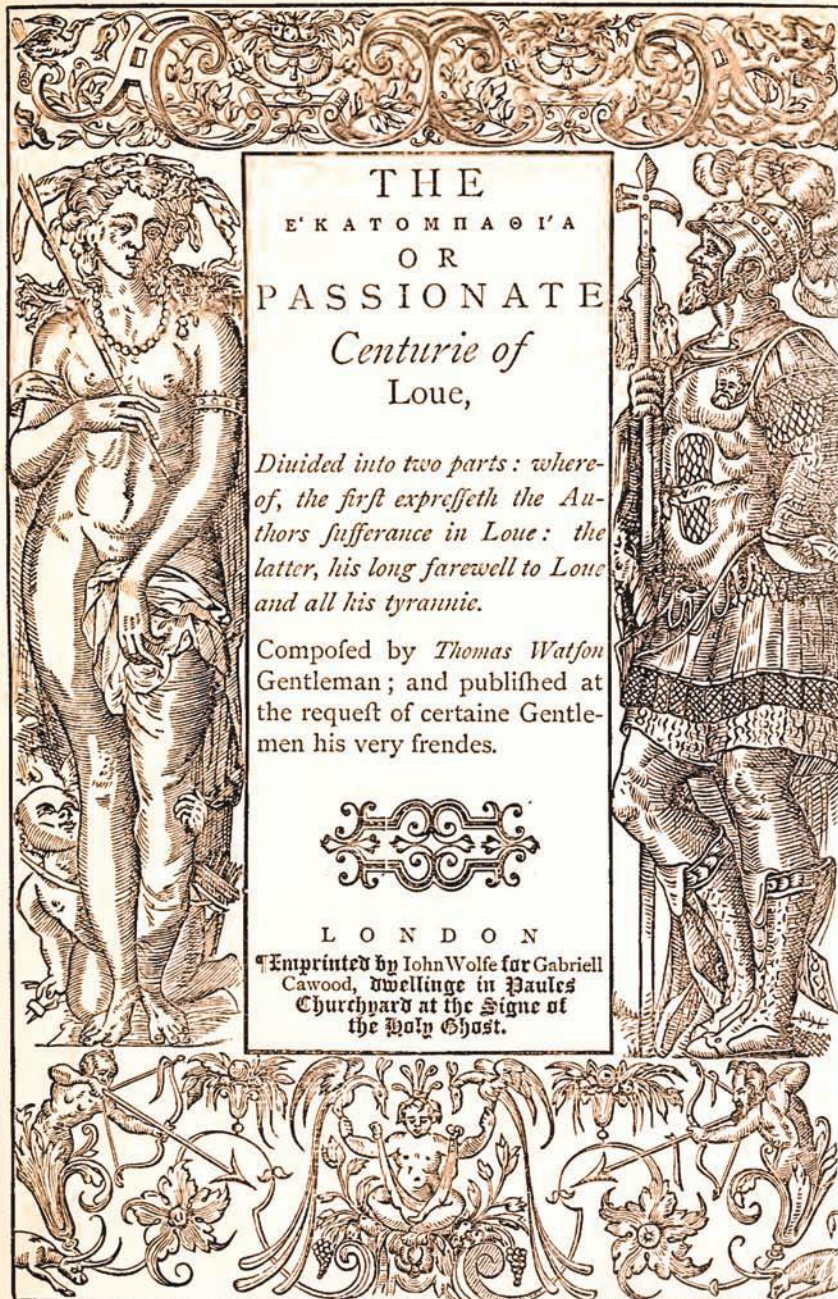 THE
Ε‘ΚΑΤΟΜΠΑΘΙ’Α
OR
PASSIONATE
Centurie of
Loue,
Diuided into two parts: where-
of, the firſt expreſſeth the Au-
thors ſufferance in Loue: the
latter, his long farewell to Loue
and all his tyrannie.
Compoſed by Thomas Watſon
Gentleman; and publiſhed at
the requeſt of certaine Gentle-
men his very frendes.
LONDON
¶Imprinted by Iohn Wolfe for Gabriell
Cawood, dwellinge in Paules
Churchyard at the Signe of
the Holy Ghost.